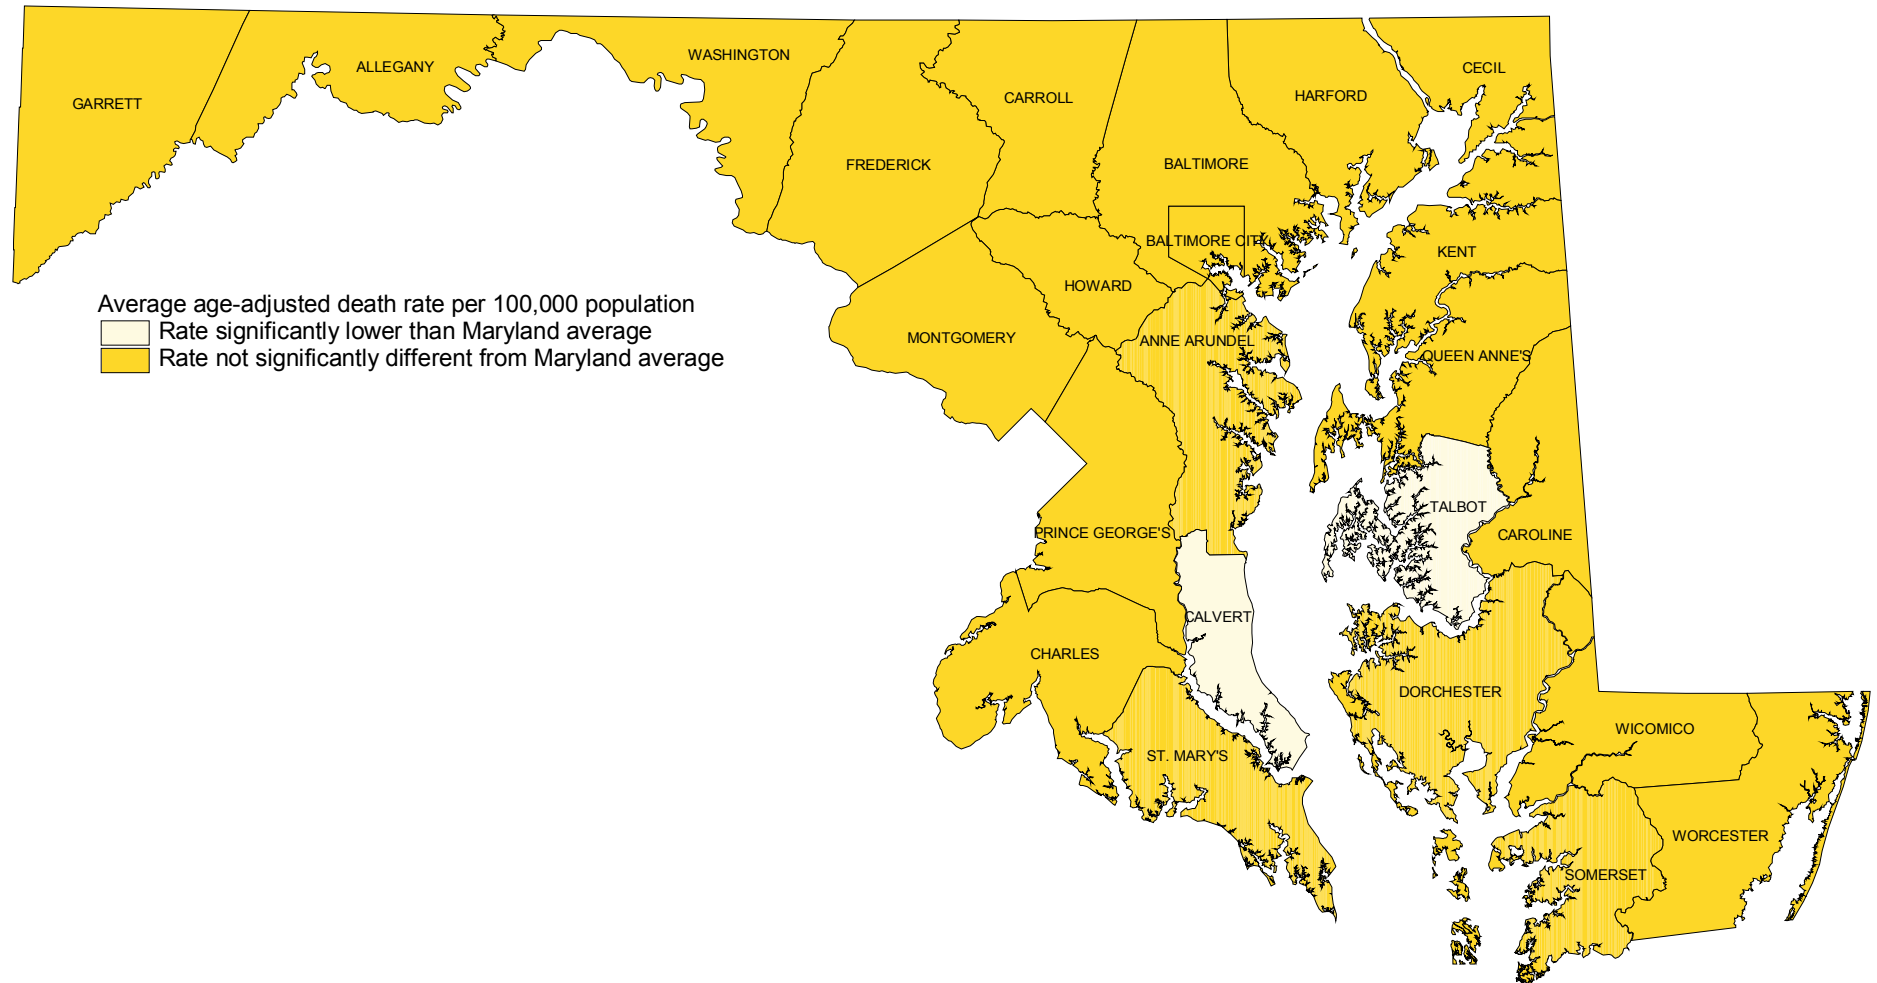 WASHINGTON
ALLEGANY
CECIL
GARRETT
CARROLL
HARFORD
FREDERICK
BALTIMORE
BALTIMORE CITY
KENT
HOWARD
Average age-adjusted death rate per 100,000 population
Rate significantly lower than Maryland average
Rate not significantly different from Maryland average
MONTGOMERY
ANNE ARUNDEL
QUEEN ANNE'S
TALBOT
PRINCE GEORGE'S
CAROLINE
CALVERT
CHARLES
DORCHESTER
WICOMICO
ST. MARY'S
WORCESTER
SOMERSET